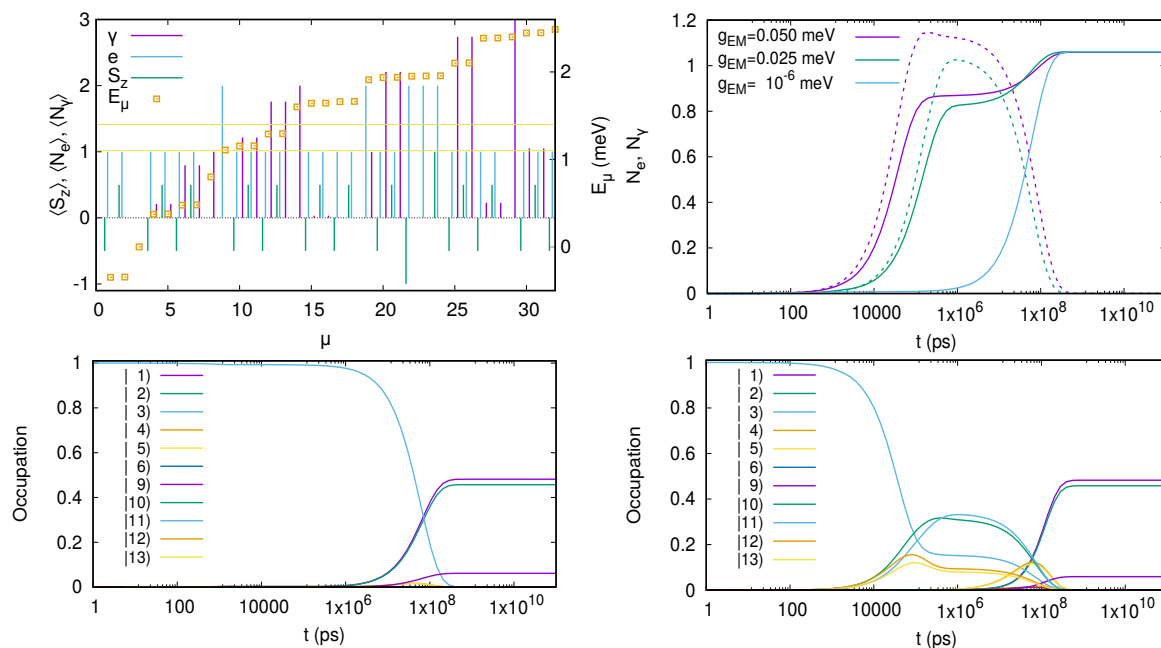 ⟨S_z⟩, ⟨N_e⟩, ⟨N_γ⟩
3
2
1
0
-1
γ
e
S_z
E_μ
0
5
10
15
20
25
30
μ
2
1
0
E_μ (meV)
N_e, N_γ
1.2
1
0.8
0.6
0.4
0.2
0
g_EM=0.050 meV
g_EM=0.025 meV
g_EM= 10^-6 meV
1
100
10000
1x10^6
1x10^8
1x10^10
t (ps)
Occupation
1
0.8
0.6
0.4
0.2
0
| 1)
| 2)
| 3)
| 4)
| 5)
| 6)
| 9)
|10)
|11)
|12)
|13)
1
100
10000
1x10^6
1x10^8
1x10^10
t (ps)
Occupation
1
0.8
0.6
0.4
0.2
0
| 1)
| 2)
| 3)
| 4)
| 5)
| 6)
| 9)
|10)
|11)
|12)
|13)
1
100
10000
1x10^6
1x10^8
1x10^10
t (ps)